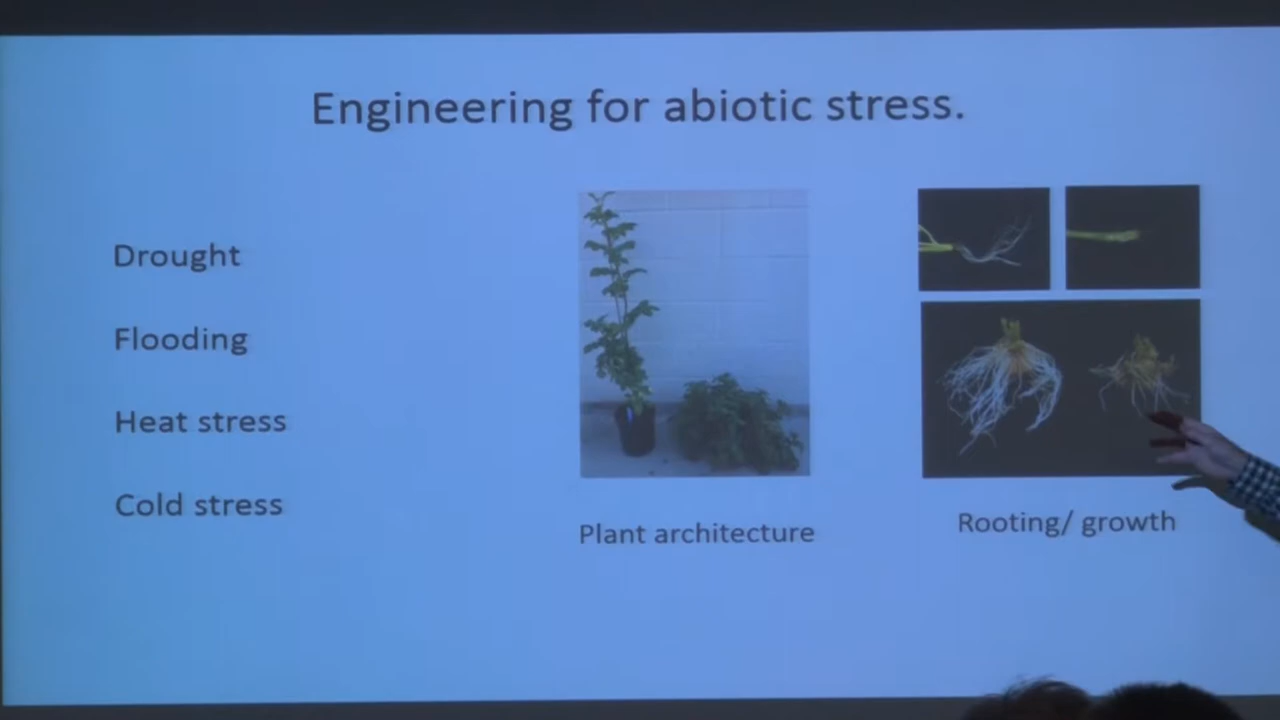 Engineering for abiotic stress.
Drought
Flooding
Heat stress
Cold stress
Plant architecture
Rooting/ growth